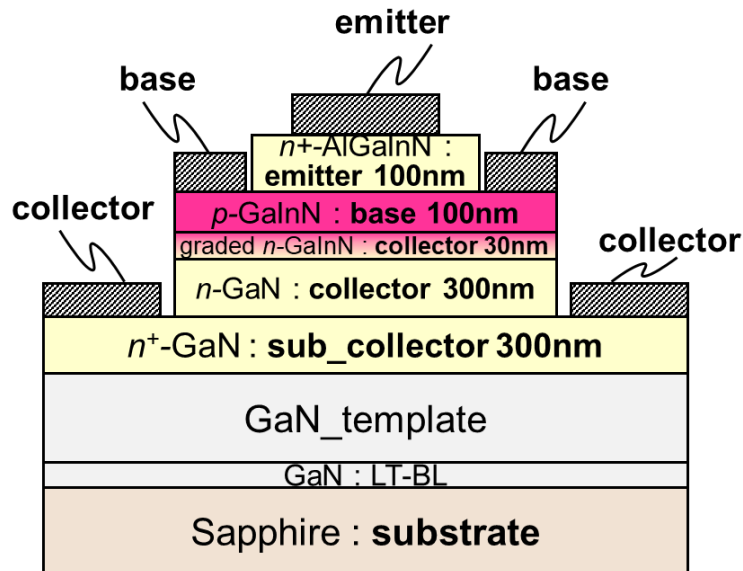 emitter
base
base
n+-AlGaInN :
emitter 100nm
collector
p-GaInN : base 100nm
graded n-GaInN : collector 30nm
collector
n-GaN : collector 300nm
n⁺-GaN : sub_collector 300nm
GaN_template
GaN : LT-BL
Sapphire : substrate